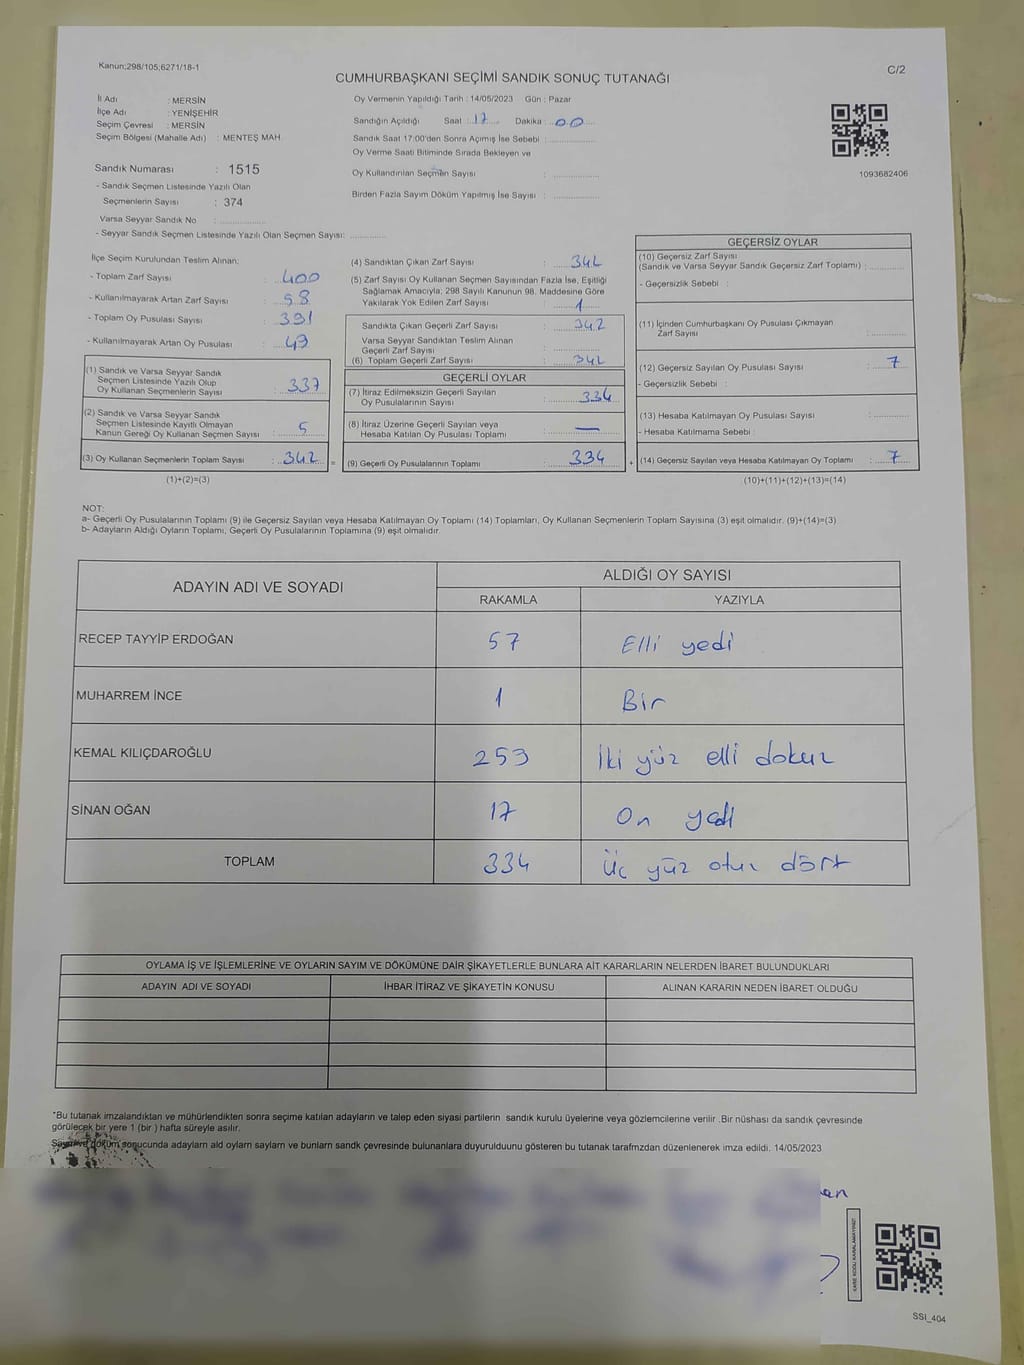 Kanun;298/105;6271/18-1
C/2
CUMHURBAŞKANI SEÇİMİ SANDIK SONUÇ TUTANAĞI
İl Adı : MERSİN
İlçe Adı : YENİŞEHİR
Seçim Çevresi : MERSİN
Seçim Bölgesi (Mahalle Adı) : MENTEŞ MAH.
Sandık Numarası : 1515
- Sandık Seçmen Listesinde Yazılı Olan
Seçmenlerin Sayısı : 374
Varsa Seyyar Sandık No :
- Seyyar Sandık Seçmen Listesinde Yazılı Olan Seçmen Sayısı:
Oy Vermenin Yapıldığı Tarih : 14/05/2023 Gün : Pazar
Sandığın Açıldığı Saat : 17 Dakika : 00
Sandık Saat 17:00'den Sonra Açımış İse Sebebi :
Oy Verme Saati Bitiminde Sırada Bekleyen ve
Oy Kullandırılan Seçmen Sayısı :
Birden Fazla Sayım Döküm Yapılmış İse Sayısı :
1093682406
İlçe Seçim Kurulundan Teslim Alınan;
- Toplam Zarf Sayısı : 400
- Kullanılmayarak Artan Zarf Sayısı : 58
- Toplam Oy Pusulası Sayısı : 391
- Kullanılmayarak Artan Oy Pusulası : 49
(1) Sandık ve Varsa Seyyar Sandık
Seçmen Listesinde Yazılı Olup
Oy Kullanan Seçmenlerin Sayısı : 337
(2) Sandık ve Varsa Seyyar Sandık
Seçmen Listesinde Kayıtlı Olmayan
Kanun Gereği Oy Kullanan Seçmen Sayısı : 5
(3) Oy Kullanan Seçmenlerin Toplam Sayısı : 342
(1)+(2)=(3)
(4) Sandıktan Çıkan Zarf Sayısı : 342
(5) Zarf Sayısı Oy Kullanan Seçmen Sayısından Fazla İse, Eşitliği
Sağlamak Amacıyla; 298 Sayılı Kanunun 98. Maddesine Göre
Yakılarak Yok Edilen Zarf Sayısı : 1
Sandıkta Çıkan Geçerli Zarf Sayısı : 342
Varsa Seyyar Sandıktan Teslim Alınan
Geçerli Zarf Sayısı :
(6) Toplam Geçerli Zarf Sayısı : 342
GEÇERLİ OYLAR
(7) İtiraz Edilmeksizin Geçerli Sayılan
Oy Pusulalarının Sayısı : 334
(8) İtiraz Üzerine Geçerli Sayılan veya
Hesaba Katılan Oy Pusulası Toplamı : —
(9) Geçerli Oy Pusulalarının Toplamı : 334
GEÇERSİZ OYLAR
(10) Geçersiz Zarf Sayısı
(Sandık ve Varsa Seyyar Sandık Geçersiz Zarf Toplamı) :
- Geçersizlik Sebebi :
(11) İçinden Cumhurbaşkanı Oy Pusulası Çıkmayan
Zarf Sayısı :
(12) Geçersiz Sayılan Oy Pusulası Sayısı : 7
- Geçersizlik Sebebi :
(13) Hesaba Katılmayan Oy Pusulası Sayısı :
- Hesaba Katılmama Sebebi :
(14) Geçersiz Sayılan veya Hesaba Katılmayan Oy Toplamı : 7
(10)+(11)+(12)+(13)=(14)
NOT:
a- Geçerli Oy Pusulalarının Toplamı (9) ile Geçersiz Sayılan veya Hesaba Katılmayan Oy Toplamı (14) Toplamları, Oy Kullanan Seçmenlerin Toplam Sayısına (3) eşit olmalıdır. (9)+(14)=(3)
b- Adayların Aldığı Oyların Toplamı, Geçerli Oy Pusulalarının Toplamına (9) eşit olmalıdır.
ADAYIN ADI VE SOYADI ALDIĞI OY SAYISI
RAKAMLA YAZIYLA
RECEP TAYYİP ERDOĞAN 57 Elli yedi
MUHARREM İNCE 1 Bir
KEMAL KILIÇDAROĞLU 259 İki yüz elli dokuz
SİNAN OĞAN 17 On yedi
TOPLAM 334 Üç yüz otuz dört
OYLAMA İŞ VE İŞLEMLERİNE VE OYLARIN SAYIM VE DÖKÜMÜNE DAİR ŞİKAYETLERLE BUNLARA AİT KARARLARIN NELERDEN İBARET BULUNDUKLARI
ADAYIN ADI VE SOYADI İHBAR İTİRAZ VE ŞİKAYETİN KONUSU ALINAN KARARIN NEDEN İBARET OLDUĞU
*Bu tutanak imzalandıktan ve mühürlendikten sonra seçime katılan adayların ve talep eden siyasi partilerin sandık kurulu üyelerine veya gözlemcilerine verilir .Bir nüshası da sandık çevresinde
görülecek bir yere 1 (bir ) hafta süreyle asılır.
Sayım ve döküm sonucunda adayların ald oyların sayların ve bunların sandk çevresinde bulunanlara duyurulduunu gösteren bu tutanak tarafmzdan düzenlenerek imza edildi. 14/05/2023
SSI_404